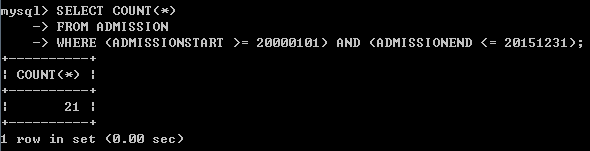 mysql> SELECT COUNT(*)
    -> FROM ADMISSION
    -> WHERE (ADMISSIONSTART >= 20000101) AND (ADMISSIONEND <= 20151231);
+----------+
¦ COUNT(*) ¦
+----------+
¦       21 ¦
+----------+
1 row in set (0.00 sec)